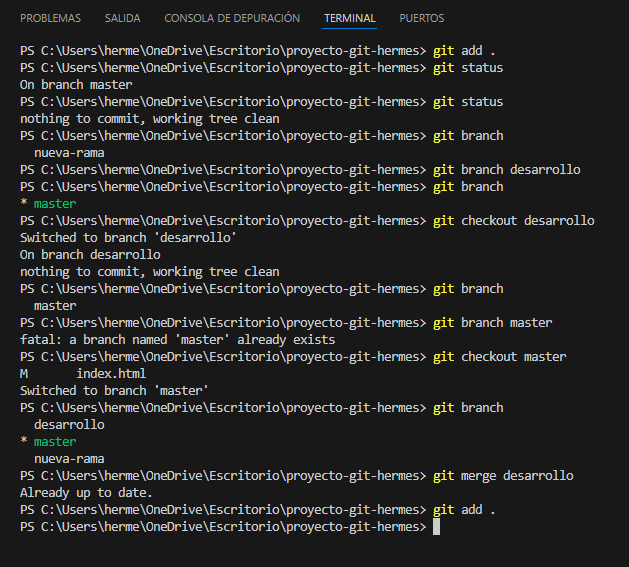 PROBLEMAS SALIDA CONSOLA DE DEPURACIÓN TERMINAL PUERTOS
PS C:\Users\herme\OneDrive\Escritorio\proyecto-git-hermes> git add .
PS C:\Users\herme\OneDrive\Escritorio\proyecto-git-hermes> git status
On branch master
PS C:\Users\herme\OneDrive\Escritorio\proyecto-git-hermes> git status
nothing to commit, working tree clean
PS C:\Users\herme\OneDrive\Escritorio\proyecto-git-hermes> git branch
  nueva-rama
PS C:\Users\herme\OneDrive\Escritorio\proyecto-git-hermes> git branch desarrollo
PS C:\Users\herme\OneDrive\Escritorio\proyecto-git-hermes> git branch
* master
PS C:\Users\herme\OneDrive\Escritorio\proyecto-git-hermes> git checkout desarrollo
Switched to branch 'desarrollo'
On branch desarrollo
nothing to commit, working tree clean
PS C:\Users\herme\OneDrive\Escritorio\proyecto-git-hermes> git branch
  master
PS C:\Users\herme\OneDrive\Escritorio\proyecto-git-hermes> git branch master
fatal: a branch named 'master' already exists
PS C:\Users\herme\OneDrive\Escritorio\proyecto-git-hermes> git checkout master
M       index.html
Switched to branch 'master'
PS C:\Users\herme\OneDrive\Escritorio\proyecto-git-hermes> git branch
  desarrollo
* master
  nueva-rama
PS C:\Users\herme\OneDrive\Escritorio\proyecto-git-hermes> git merge desarrollo
Already up to date.
PS C:\Users\herme\OneDrive\Escritorio\proyecto-git-hermes> git add .
PS C:\Users\herme\OneDrive\Escritorio\proyecto-git-hermes>